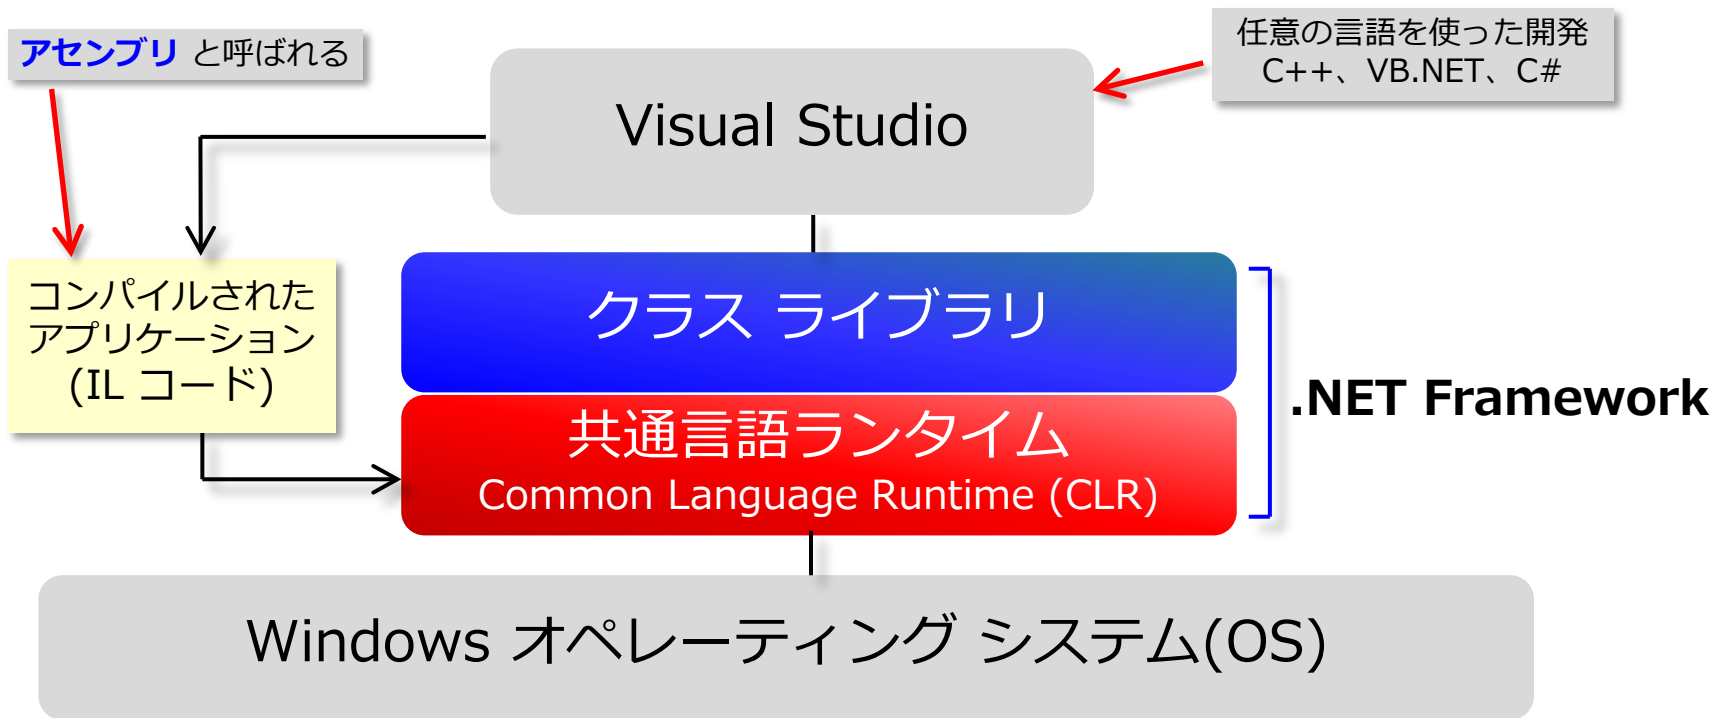 アセンブリ と呼ばれる
任意の言語を使った開発
C++、VB.NET、C#
Visual Studio
コンパイルされた
アプリケーション
(IL コード)
クラス ライブラリ
共通言語ランタイム
Common Language Runtime (CLR)
.NET Framework
Windows オペレーティング システム(OS)